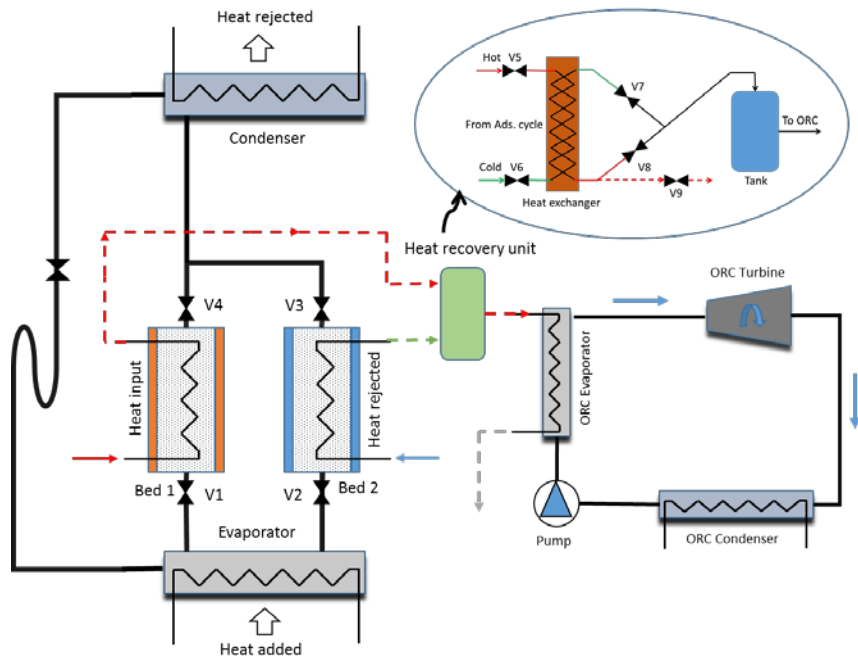 Heat rejected
Condenser
Hot
V5
V7
From Ads. cycle
To ORC
Cold
V6
V8
V9
Tank
Heat exchanger
Heat recovery unit
ORC Turbine
V4
V3
Heat input
Heat rejected
ORC Evaporator
Bed 1
V1
V2
Bed 2
Evaporator
Pump
ORC Condenser
Heat added